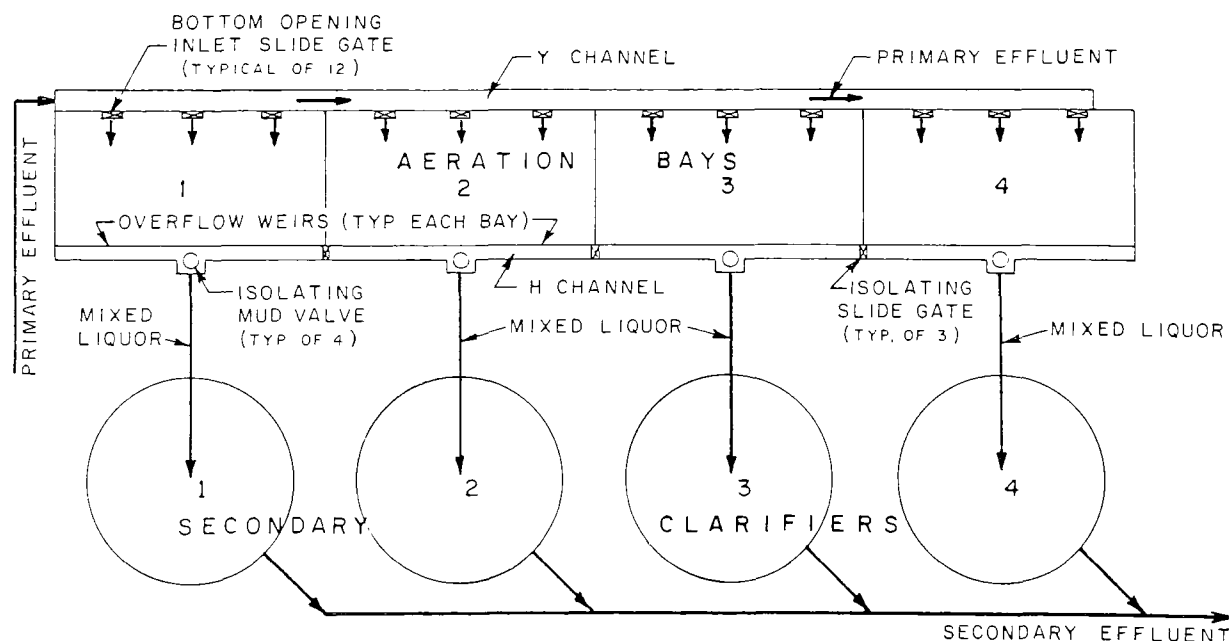 BOTTOM OPENING
INLET SLIDE GATE
(TYPICAL OF 12)
Y CHANNEL
PRIMARY EFFLUENT
PRIMARY EFFLUENT
AERATION BAYS
1
2
3
4
OVERFLOW WEIRS (TYP EACH BAY)
ISOLATING
MUD VALVE
(TYP OF 4)
H CHANNEL
ISOLATING
SLIDE GATE
(TYP. OF 3)
MIXED
LIQUOR
MIXED LIQUOR
MIXED LIQUOR
1
2
3
4
SECONDARY CLARIFIERS
SECONDARY EFFLUENT